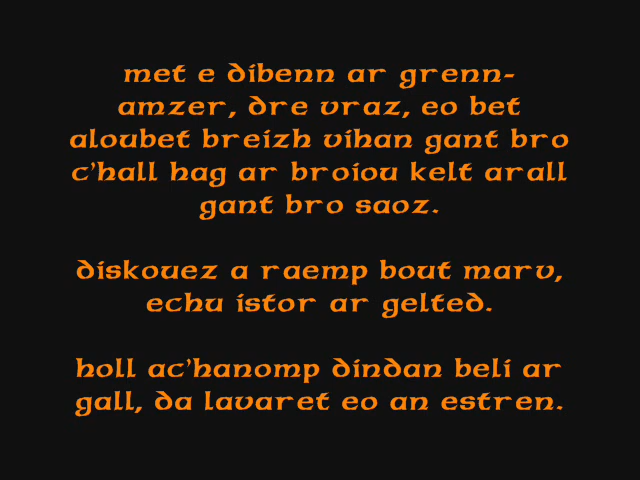 met e dibenn ar grenn-
amzer, dre vraz, eo bet
aloubet breizh vihan gant bro
c'hall hag ar broiou kelt arall
gant bro saoz.
diskouez a raemp bout marv,
echu istor ar gelted.
holl ac'hanomp dindan beli ar
gall, da lavaret eo an estren.